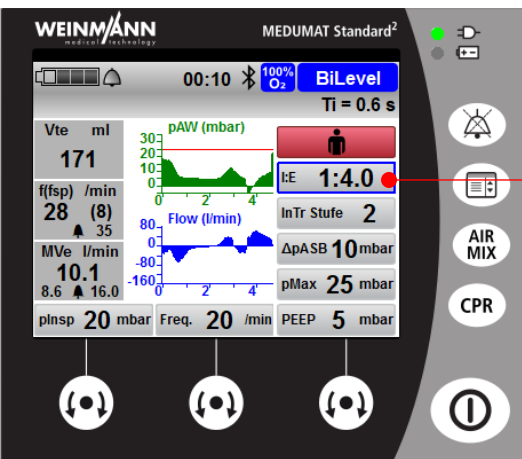 WEINMANN
medical technology
MEDUMAT Standard²
00:10 100% O₂ BiLevel
Ti = 0.6 s
Vte ml
171
f(fsp) /min
28 (8)
35
MVe l/min
10.1
8.6 16.0
pAW (mbar)
30
20
10
0
0 2 4
Flow (l/min)
80
0
-80
-160
0 2 4
I:E 1:4.0
InTr Stufe 2
ΔpASB 10 mbar
pMax 25 mbar
pInsp 20 mbar Freq. 20 /min PEEP 5 mbar
AIR
MIX
CPR